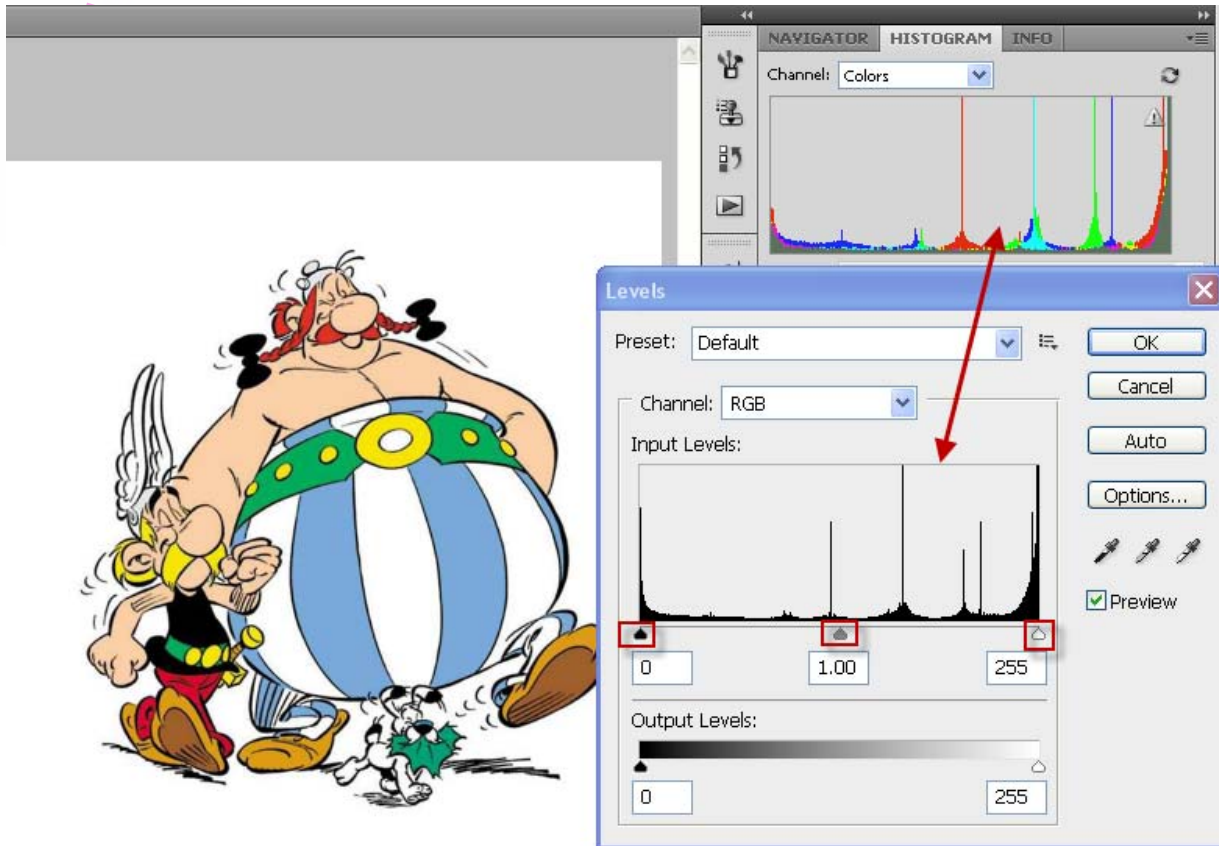 NAVIGATOR HISTOGRAM INFO
Channel: Colors
Levels
Preset: Default
OK
Cancel
Channel: RGB
Auto
Input Levels:
Options...
Preview
0 1.00 255
Output Levels:
0 255